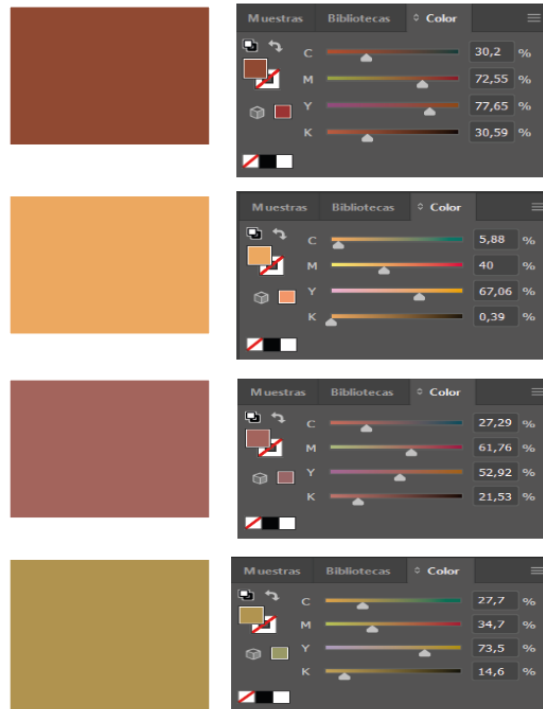 Muestras Bibliotecas Color
C 30,2 %
M 72,55 %
Y 77,65 %
K 30,59 %
Muestras Bibliotecas Color
C 5,88 %
M 40 %
Y 67,06 %
K 0,39 %
Muestras Bibliotecas Color
C 27,29 %
M 61,76 %
Y 52,92 %
K 21,53 %
Muestras Bibliotecas Color
C 27,7 %
M 34,7 %
Y 73,5 %
K 14,6 %